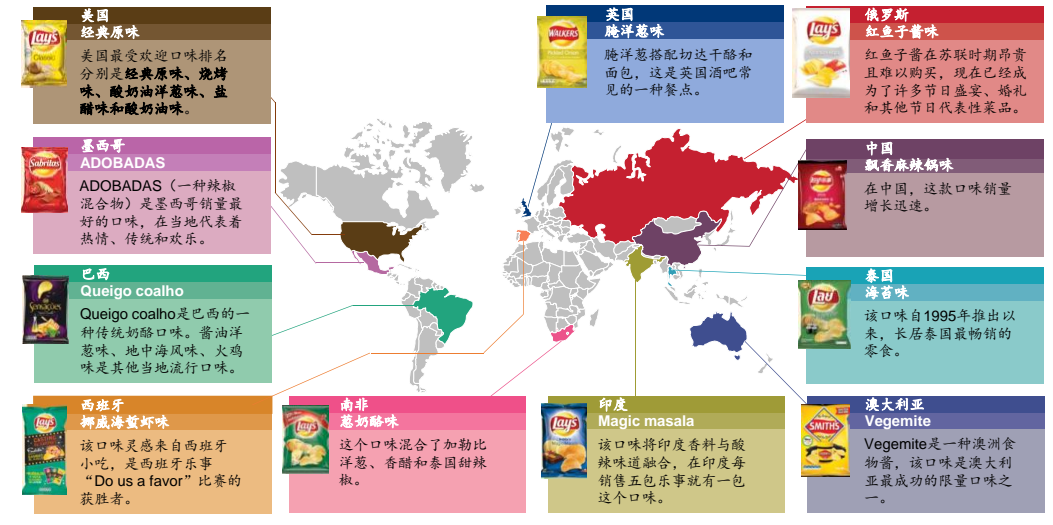 美国
经典原味
美国最受欢迎口味排名
分别是经典原味、烧烤
味、酸奶油洋葱味、盐
醋味和酸奶油味。
英国
腌洋葱味
腌洋葱搭配切达干酪和
面包，这是英国酒吧常
见的一种餐点。
俄罗斯
红鱼子酱味
红鱼子酱在苏联时期昂贵
且难以购买，现在已经成
为了许多节日盛宴、婚礼
和其他节日代表性菜品。
墨西哥
ADOBADAS
ADOBADAS（一种辣椒
混合物）是墨西哥销量最
好的口味，在当地代表着
热情、传统和欢乐。
中国
飘香麻辣锅味
在中国，这款口味销量
增长迅速。
巴西
Queigo coalho
Queigo coalho是巴西的一
种传统奶酪口味。酱油洋
葱味、地中海风味、火鸡
味是其他当地流行口味。
泰国
海苔味
该口味自1995年推出以
来，长居泰国最畅销的
零食。
西班牙
挪威海螯虾味
该口味灵感来自西班牙
小吃，是西班牙乐事
“Do us a favor”比赛的
获胜者。
南非
葱奶酪味
这个口味混合了加勒比
洋葱、香醋和泰国甜辣
椒。
印度
Magic masala
该口味将印度香料与酸
辣味道融合，在印度每
销售五包乐事就有一包
这个口味。
澳大利亚
Vegemite
Vegemite是一种澳洲食
物酱，该口味是澳大利
亚最成功的限量口味之
一。
Lay's
Classic
WALKERS
Lay's
Sabritas
Sensações
Lay
Lay's
Lay's
Lay's
SMITH'S